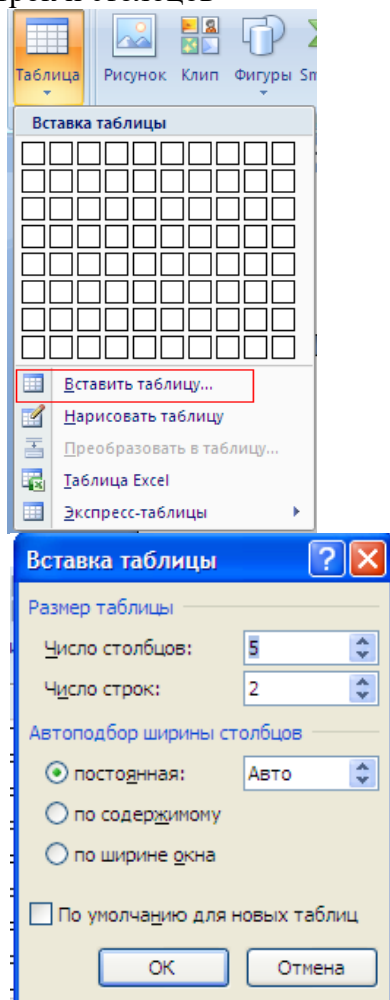 Таблица Рисунок Клип Фигуры Sm
Вставка таблицы
Вставить таблицу...
Нарисовать таблицу
Преобразовать в таблицу...
Таблица Excel
Экспресс-таблицы
Вставка таблицы
Размер таблицы
Число столбцов: 5
Число строк: 2
Автоподбор ширины столбцов
постоянная: Авто
по содержимому
по ширине окна
По умолчанию для новых таблиц
ОК Отмена